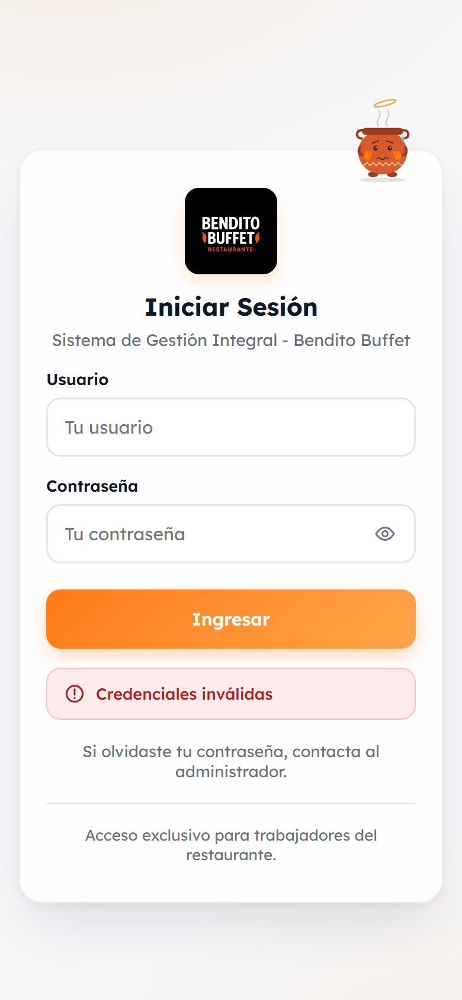 BENDITO
BUFFET
RESTAURANTE
Iniciar Sesión
Sistema de Gestión Integral - Bendito Buffet
Usuario
Tu usuario
Contraseña
Tu contraseña
Ingresar
Credenciales inválidas
Si olvidaste tu contraseña, contacta al
administrador.
Acceso exclusivo para trabajadores del
restaurante.